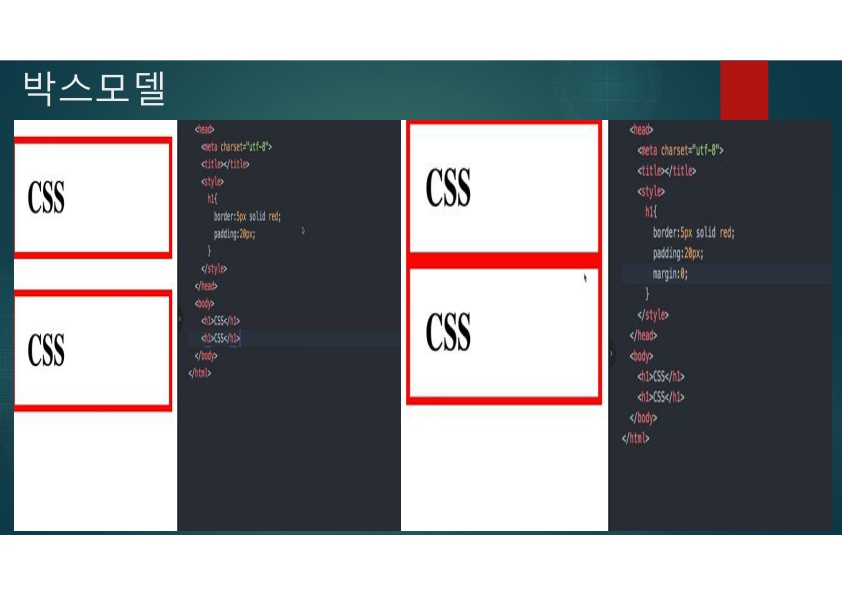 박스모델
CSS
CSS
<head>
<meta charset="utf-8">
<title></title>
<style>
h1{
border:5px solid red;
padding:20px;
}
</style>
</head>
<body>
<h1>CSS</h1>
<h1>CSS</h1>
</body>
</html>
CSS
CSS
<head>
<meta charset="utf-8">
<title></title>
<style>
h1{
border:5px solid red;
padding:20px;
margin:0;
}
</style>
</head>
<body>
<h1>CSS</h1>
<h1>CSS</h1>
</body>
</html>